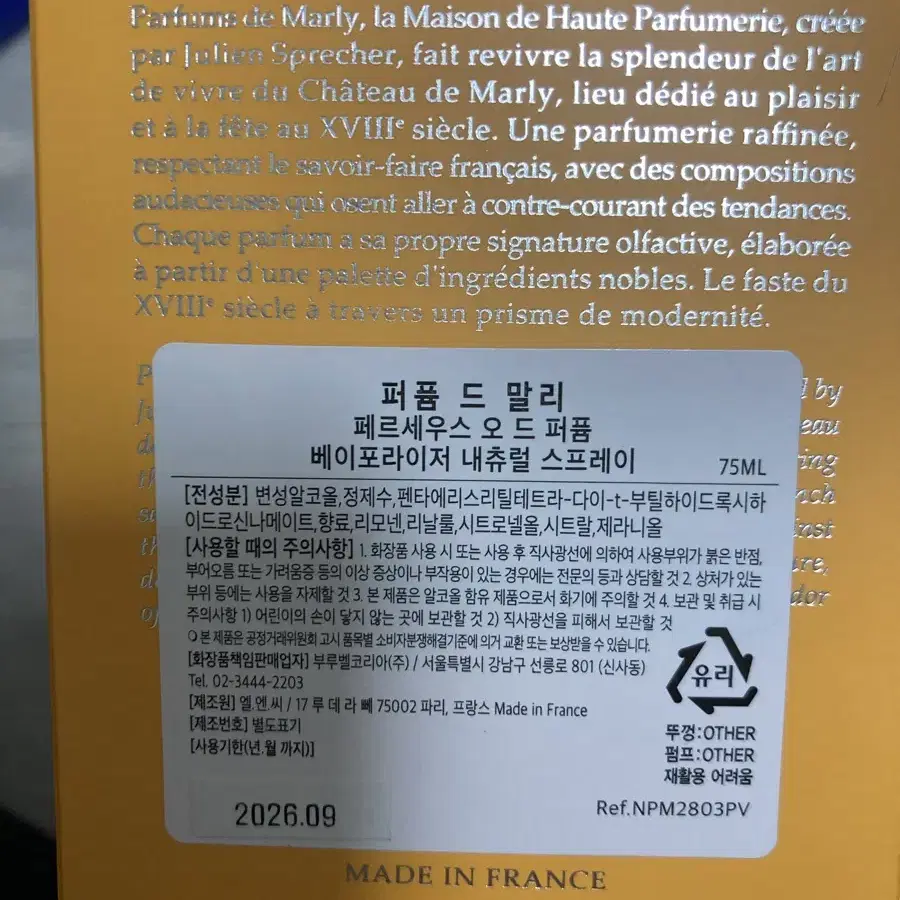 Parfums de Marly, la Maison de Haute Parfumerie, créée
par Julien Sprecher, fait revivre la splendeur de l'art
de vivre du Château de Marly, lieu dédié au plaisir
et à la fête au XVIIIe siècle. Une parfumerie raffinée,
respectant le savoir-faire français, avec des compositions
audacieuses qui osent aller à contre-courant des tendances.
Chaque parfum a sa propre signature olfactive, élaborée
à partir d'une palette d'ingrédients nobles. Le faste du
XVIIIe siècle à travers un prisme de modernité.
by
퍼퓸 드 말리
페르세우스 오 드 퍼퓸
베이포라이저 내츄럴 스프레이 75ML
[전성분] 변성알코올,정제수,펜타에리스리틸테트라-다이-t-부틸하이드록시하
이드로신나메이트,향료,리모넨,리날룰,시트로넬올,시트랄,제라니올
[사용할 때의 주의사항] 1. 화장품 사용 시 또는 사용 후 직사광선에 의하여 사용부위가 붉은 반점,
부어오름 또는 가려움증 등의 이상 증상이나 부작용이 있는 경우에는 전문의 등과 상담할 것 2. 상처가 있는
부위 등에는 사용을 자제할 것 3. 본 제품은 알코올 함유 제품으로서 화기에 주의할 것 4. 보관 및 취급 시
주의사항 1) 어린이의 손이 닿지 않는 곳에 보관할 것 2) 직사광선을 피해서 보관할 것
○ 본 제품은 공정거래위원회 고시 품목별 소비자분쟁해결기준에 의거 교환 또는 보상받을 수 있습니다.
[화장품책임판매업자] 부루벨코리아(주) / 서울특별시 강남구 선릉로 801 (신사동)
Tel. 02-3444-2203
[제조원] 엘.엔.씨 / 17 루 데 라 뻬 75002 파리, 프랑스 Made in France
[제조번호] 별도표기
[사용기한(년.월 까지)]
2026.09
유리
뚜껑:OTHER
펌프:OTHER
재활용 어려움
Ref.NPM2803PV
MADE IN FRANCE